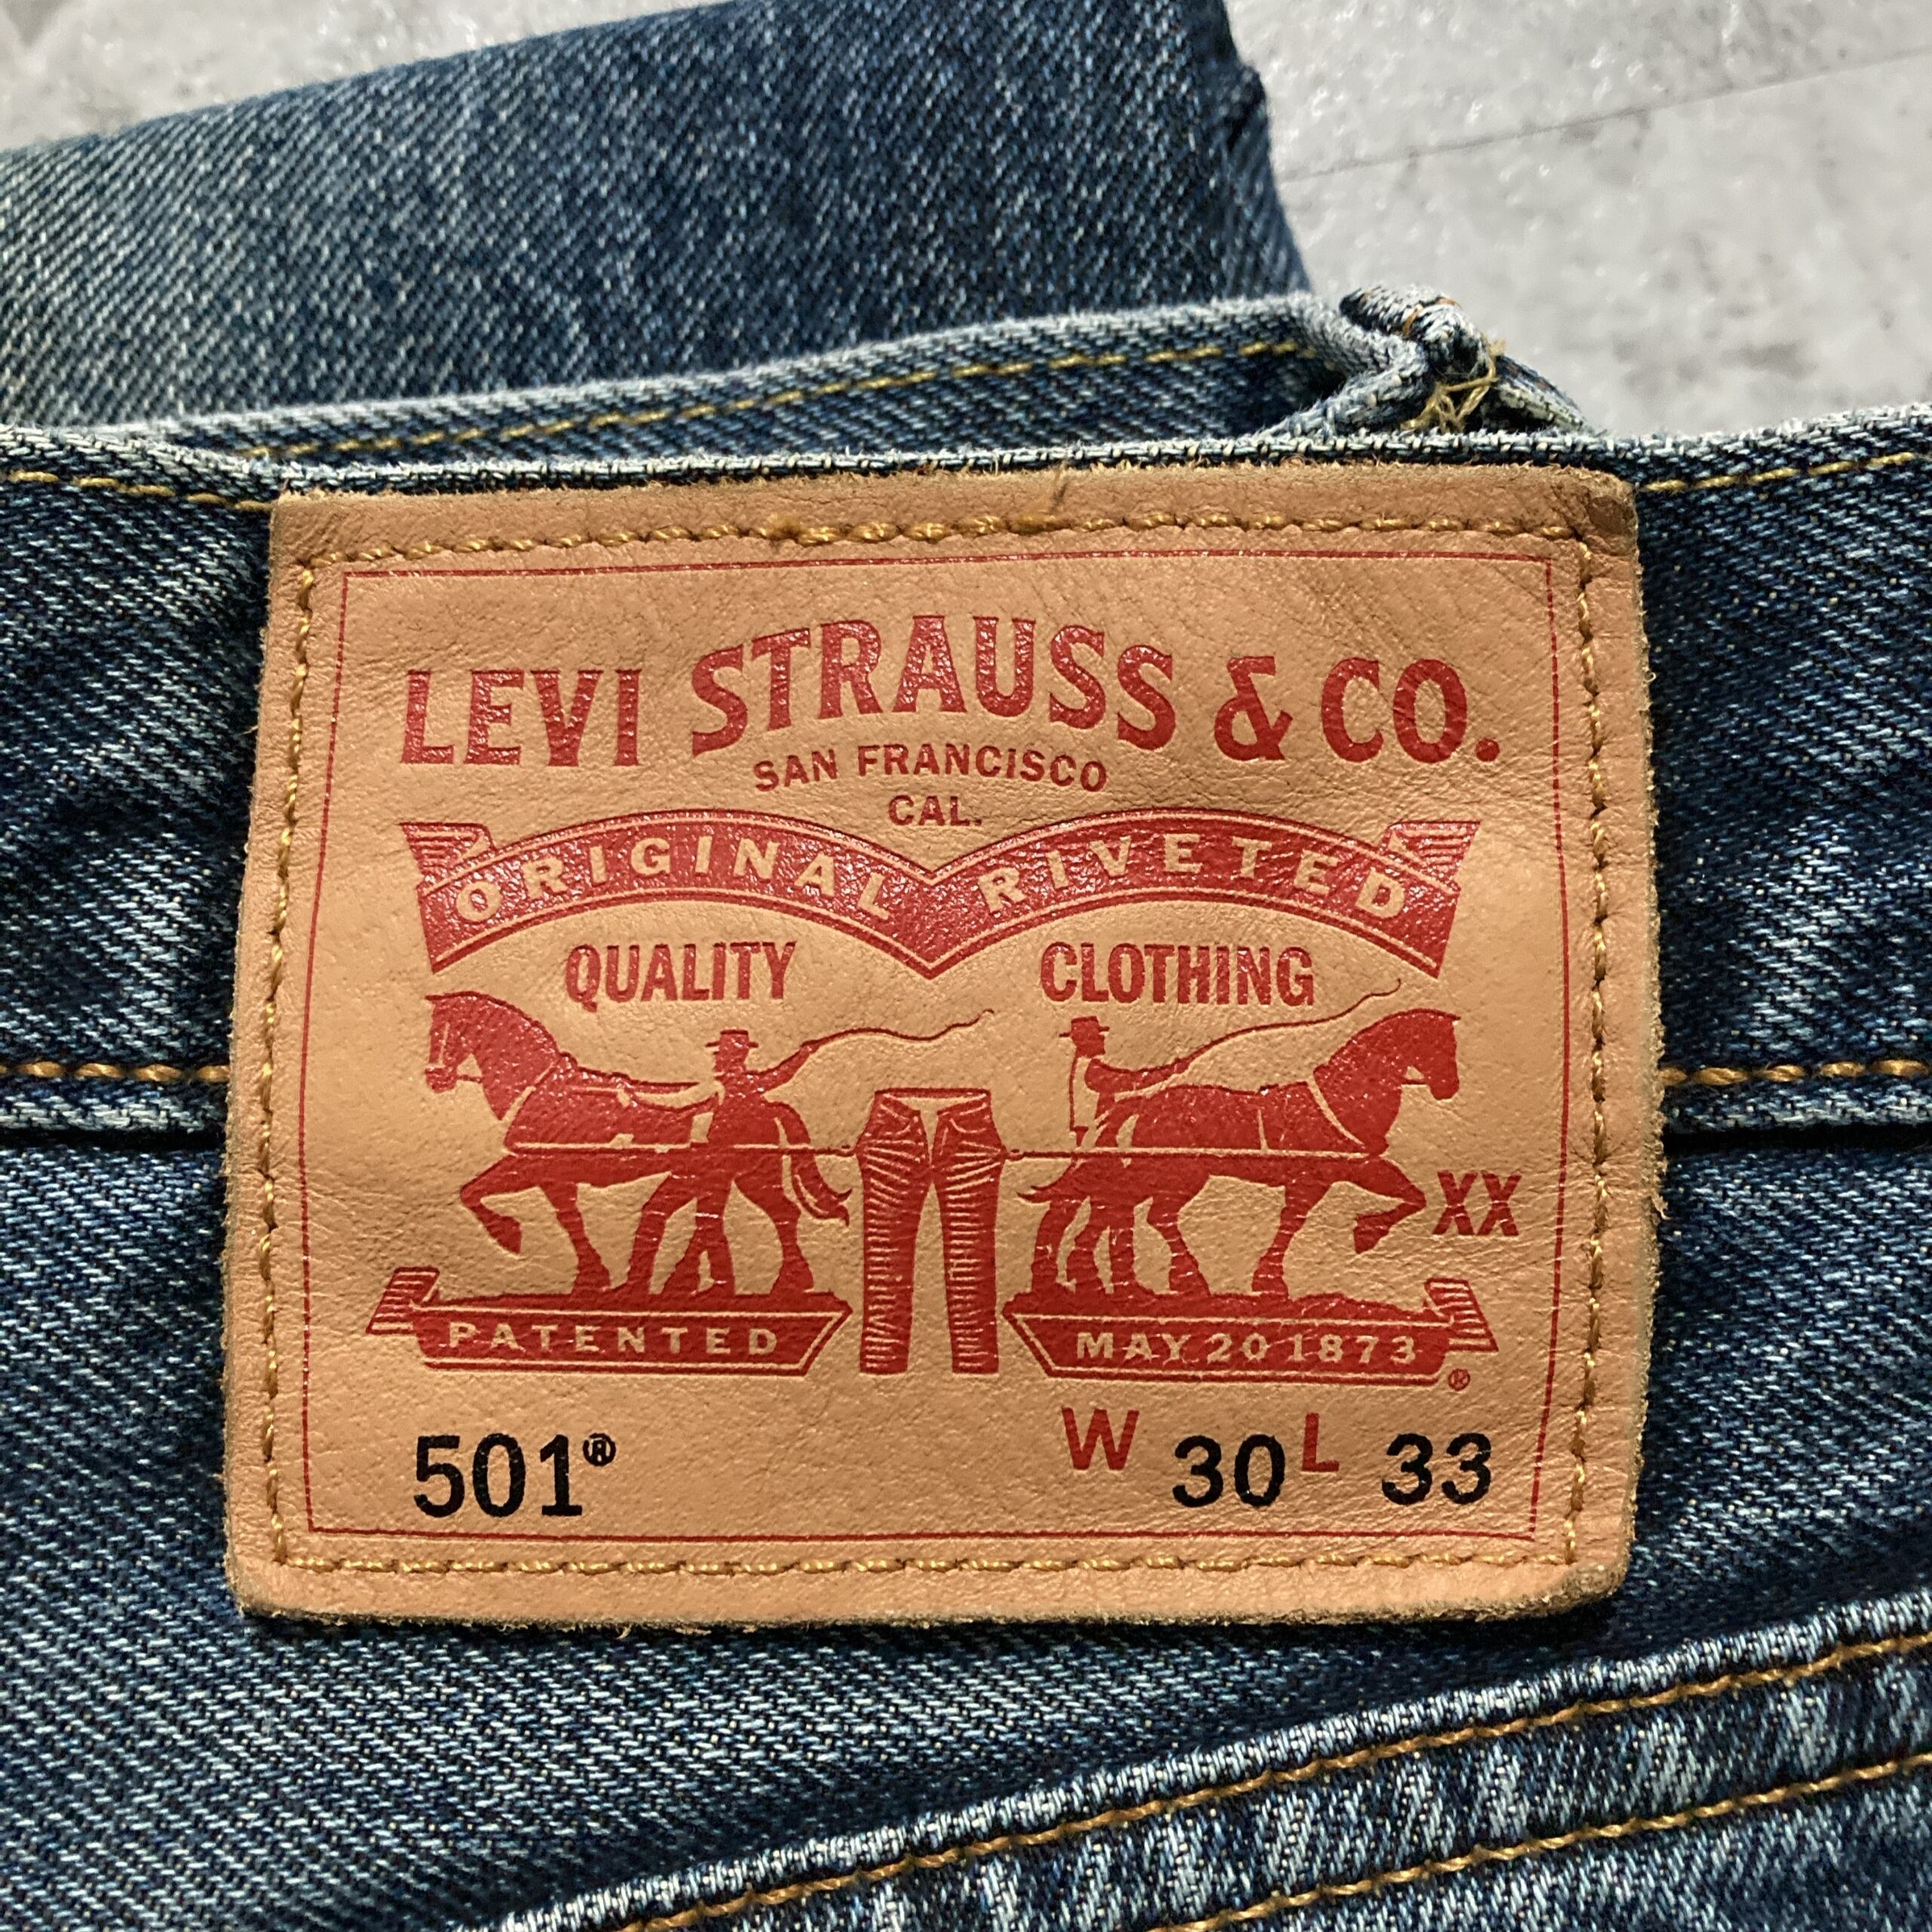 LEVI STRAUSS & CO.
SAN FRANCISCO
CAL.
ORIGINAL RIVETED
QUALITY CLOTHING
XX
PATENTED MAY 20 1873 ®
501® W 30 L 33